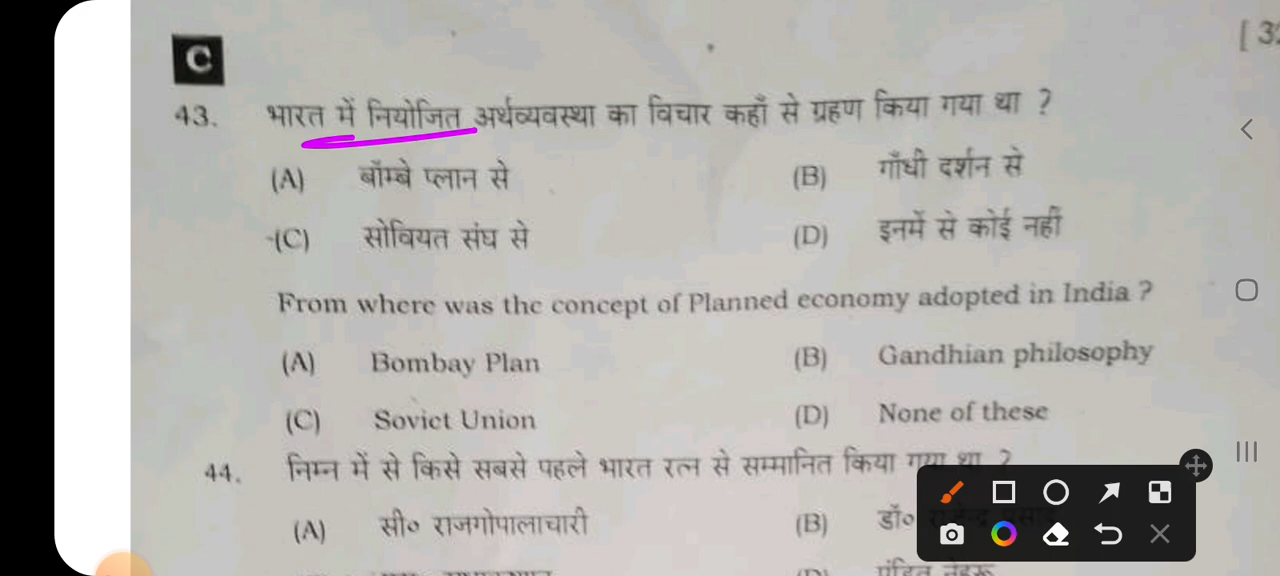 C
[ 32
43. भारत में नियोजित अर्थव्यवस्था का विचार कहाँ से ग्रहण किया गया था ?
(A) बॉम्बे प्लान से (B) गाँधी दर्शन से
(C) सोवियत संघ से (D) इनमें से कोई नहीं
From where was the concept of Planned economy adopted in India ?
(A) Bombay Plan (B) Gandhian philosophy
(C) Soviet Union (D) None of these
44. निम्न में से किसे सबसे पहले भारत रत्न से सम्मानित किया गया था ?
(A) सी० राजगोपालाचारी (B) डॉ०
(D) पंडित नेहरू